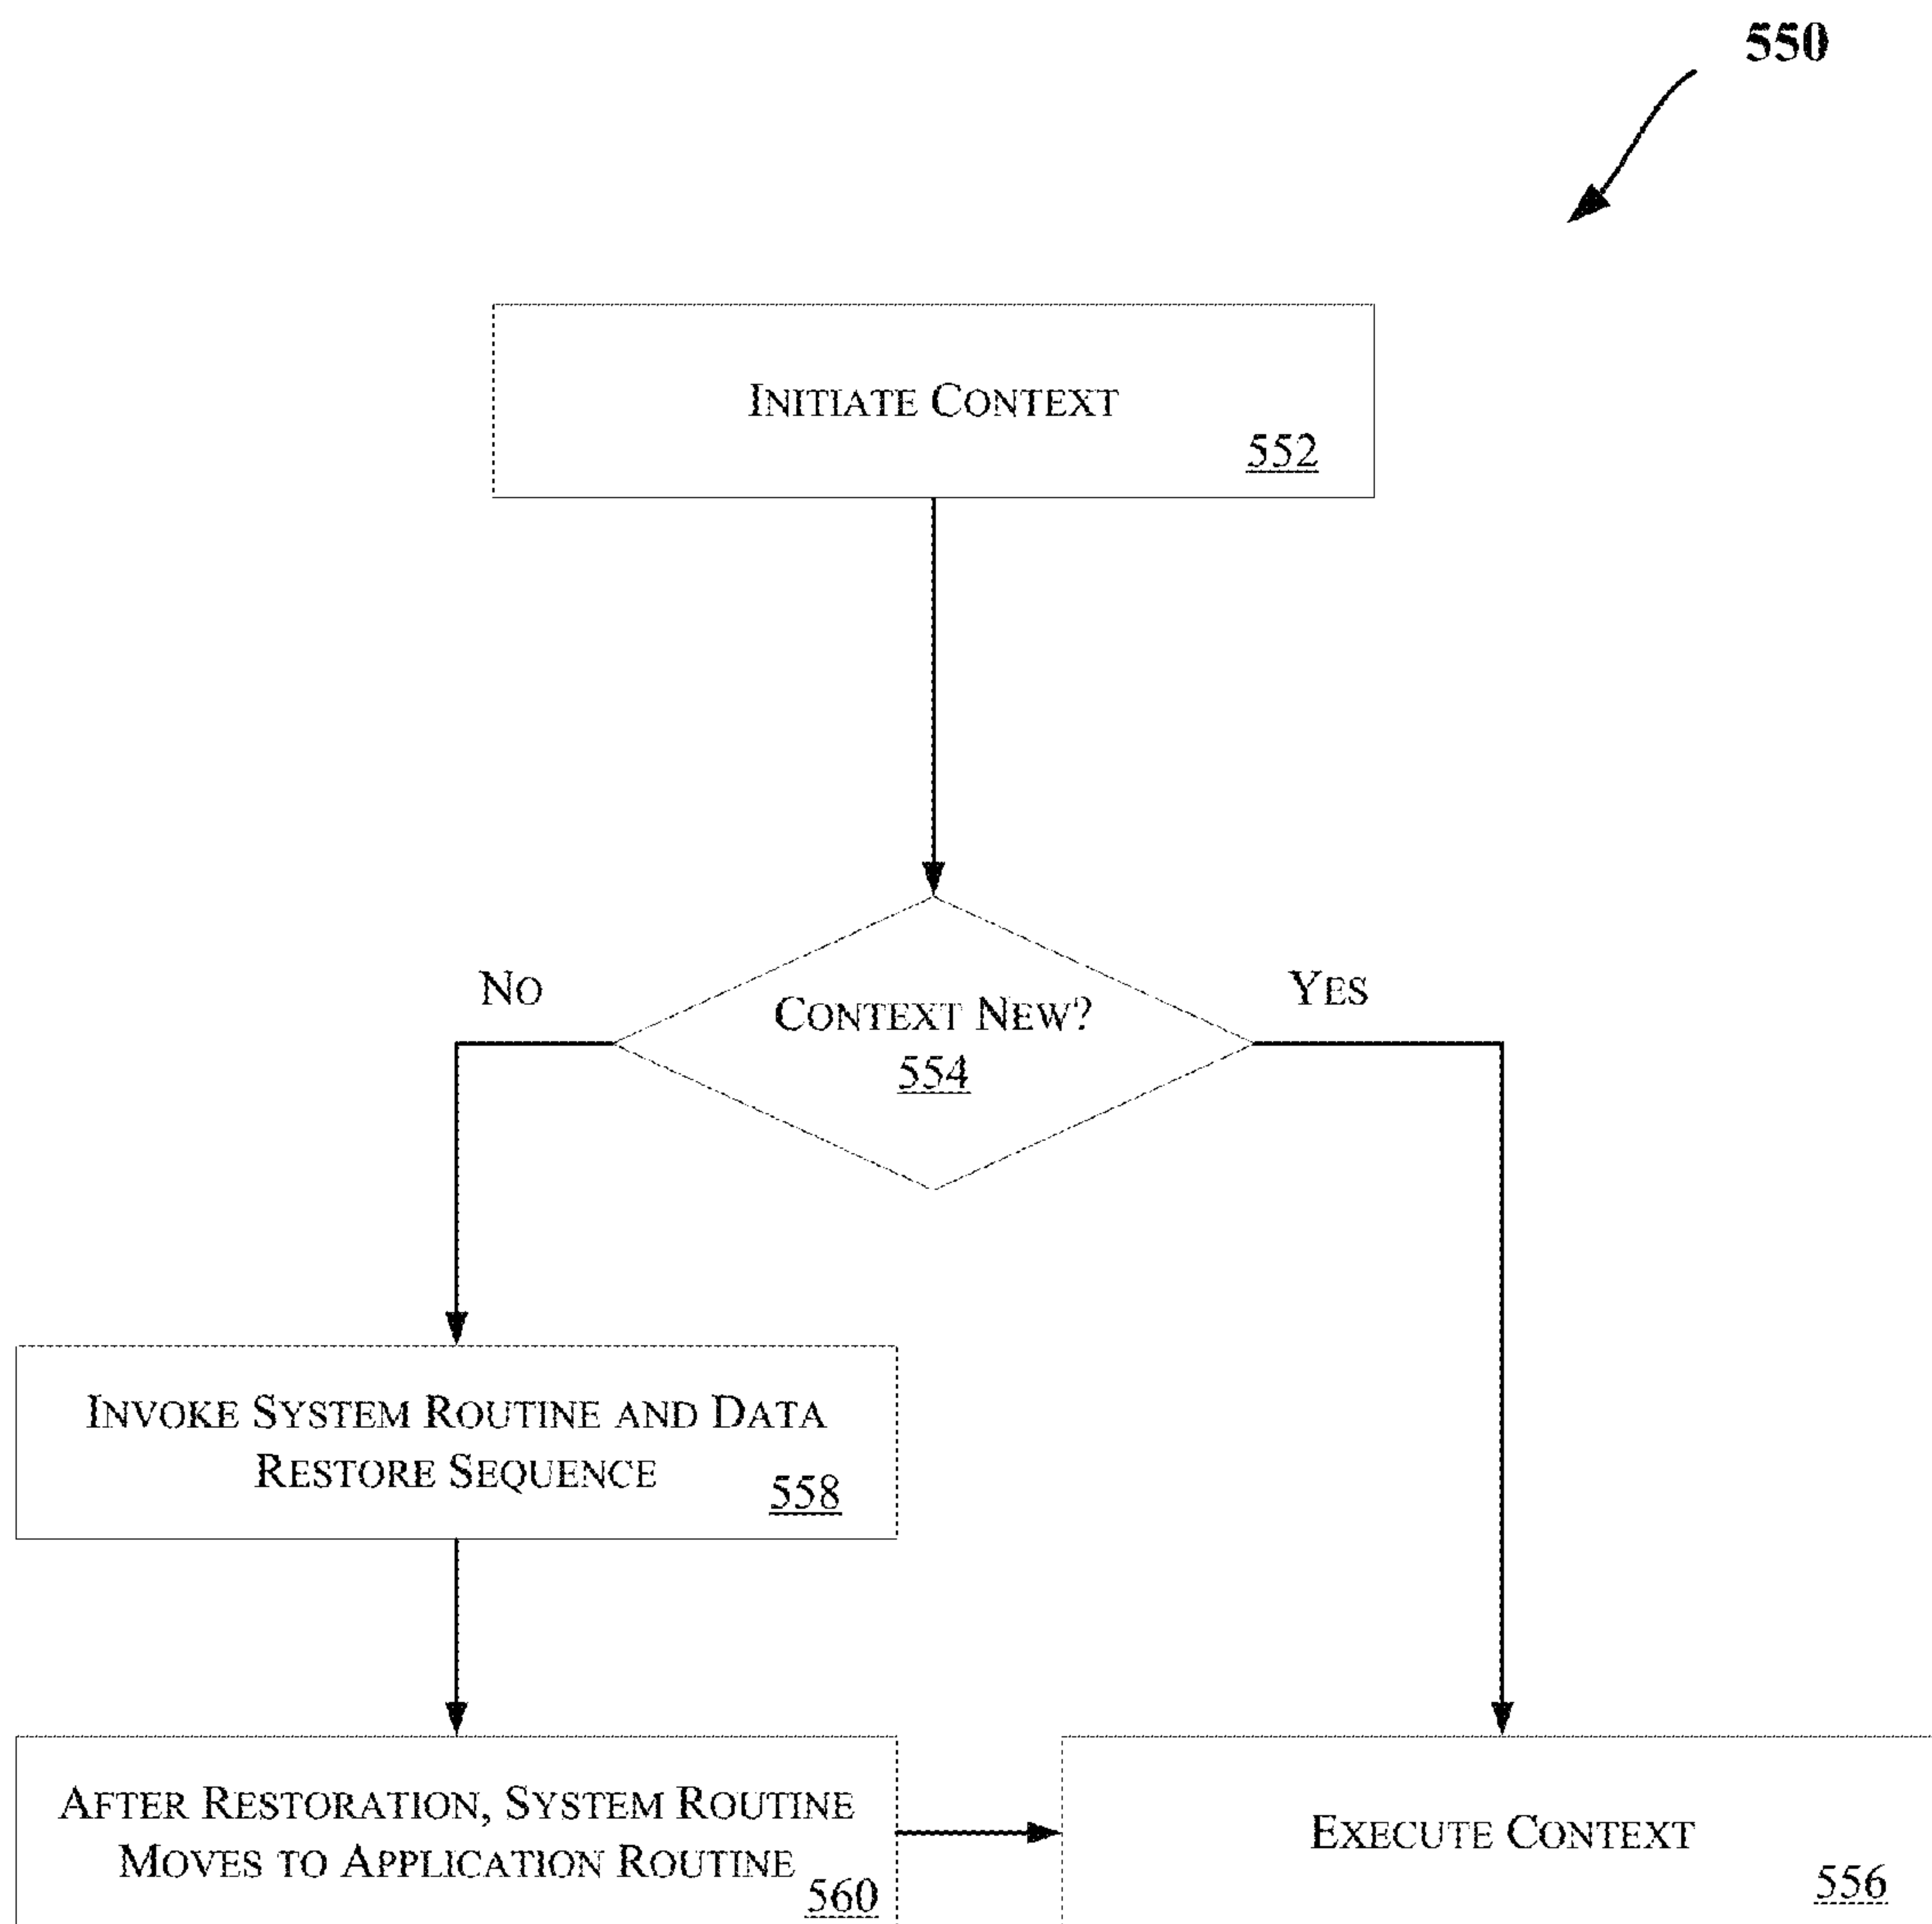 550
INITIATE CONTEXT
552
NO
YES
CONTEXT NEW?
554
INVOKE SYSTEM ROUTINE AND DATA
RESTORE SEQUENCE
558
AFTER RESTORATION, SYSTEM ROUTINE
MOVES TO APPLICATION ROUTINE
560
EXECUTE CONTEXT
556